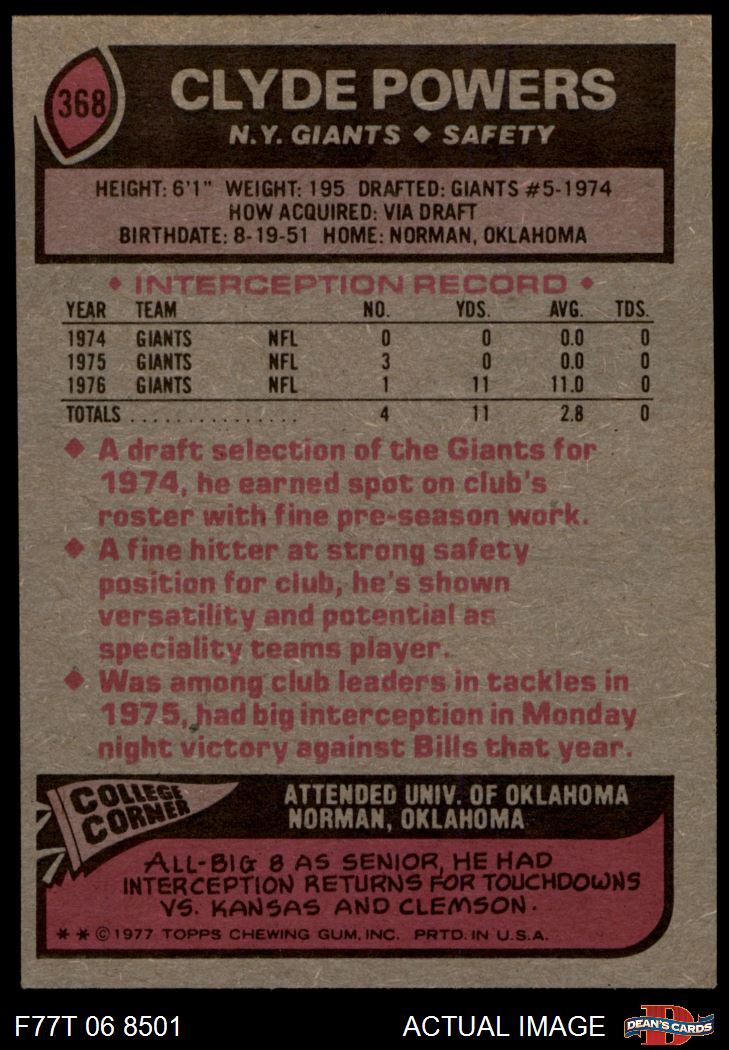 368
CLYDE POWERS
N.Y. GIANTS ◆ SAFETY
HEIGHT: 6'1" WEIGHT: 195 DRAFTED: GIANTS #5-1974
HOW ACQUIRED: VIA DRAFT
BIRTHDATE: 8-19-51 HOME: NORMAN, OKLAHOMA
◆ INTERCEPTION RECORD ◆
YEAR TEAM NO. YDS. AVG. TDS.
1974 GIANTS NFL 0 0 0.0 0
1975 GIANTS NFL 3 0 0.0 0
1976 GIANTS NFL 1 11 11.0 0
TOTALS . . . . . . . . . . . . . . . 4 11 2.8 0
◆ A draft selection of the Giants for
1974, he earned spot on club's
roster with fine pre-season work.
◆ A fine hitter at strong safety
position for club, he's shown
versatility and potential as
speciality teams player.
◆ Was among club leaders in tackles in
1975, had big interception in Monday
night victory against Bills that year.
COLLEGE
CORNER
ATTENDED UNIV. OF OKLAHOMA
NORMAN, OKLAHOMA
ALL-BIG 8 AS SENIOR, HE HAD
INTERCEPTION RETURNS FOR TOUCHDOWNS
VS. KANSAS AND CLEMSON.
* * © 1977 TOPPS CHEWING GUM, INC. PRTD. IN U.S.A.
F77T 06 8501
ACTUAL IMAGE
D
DEAN'S CARDS